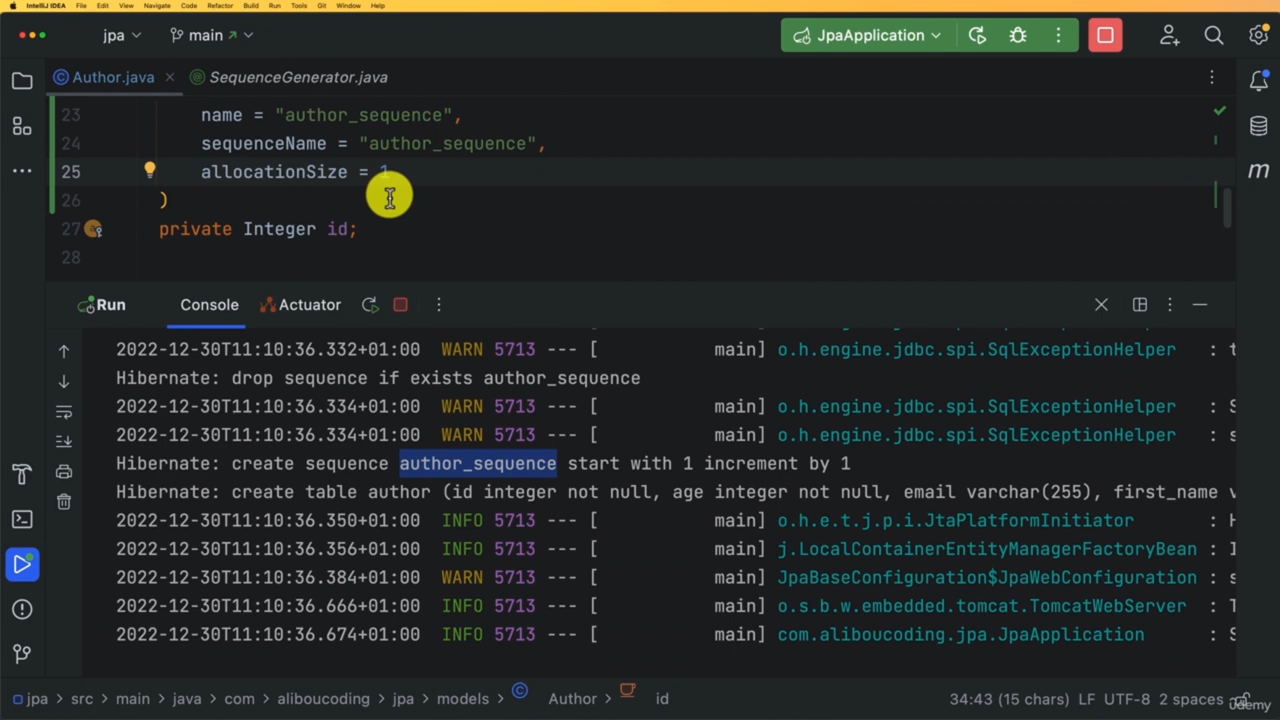 IntelliJ IDEA File Edit View Navigate Code Refactor Build Run Tools Git Window Help
jpa main JpaApplication
Author.java SequenceGenerator.java
23 name = "author_sequence",
24 sequenceName = "author_sequence",
25 allocationSize = 1
26 )
27 private Integer id;
28
Run Console Actuator
2022-12-30T11:10:36.332+01:00 WARN 5713 --- [ main] o.h.engine.jdbc.spi.SqlExceptionHelper : t
Hibernate: drop sequence if exists author_sequence
2022-12-30T11:10:36.334+01:00 WARN 5713 --- [ main] o.h.engine.jdbc.spi.SqlExceptionHelper : S
2022-12-30T11:10:36.334+01:00 WARN 5713 --- [ main] o.h.engine.jdbc.spi.SqlExceptionHelper : s
Hibernate: create sequence author_sequence start with 1 increment by 1
Hibernate: create table author (id integer not null, age integer not null, email varchar(255), first_name v
2022-12-30T11:10:36.350+01:00 INFO 5713 --- [ main] o.h.e.t.j.p.i.JtaPlatformInitiator : H
2022-12-30T11:10:36.356+01:00 INFO 5713 --- [ main] j.LocalContainerEntityManagerFactoryBean : I
2022-12-30T11:10:36.384+01:00 WARN 5713 --- [ main] JpaBaseConfiguration$JpaWebConfiguration : s
2022-12-30T11:10:36.666+01:00 INFO 5713 --- [ main] o.s.b.w.embedded.tomcat.TomcatWebServer : T
2022-12-30T11:10:36.674+01:00 INFO 5713 --- [ main] com.aliboucoding.jpa.JpaApplication : S
jpa > src > main > java > com > aliboucoding > jpa > models > Author > id 34:43 (15 chars) LF UTF-8 2 spaces
udemy